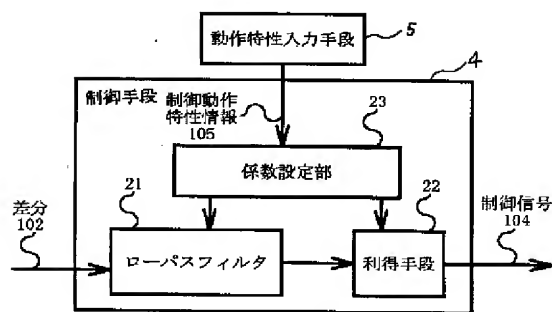 動作特性入力手段
5
4
制御手段
制御動作
特性情報
105
23
係数設定部
21
22
差分
102
制御信号
104
ローパスフィルタ
利得手段